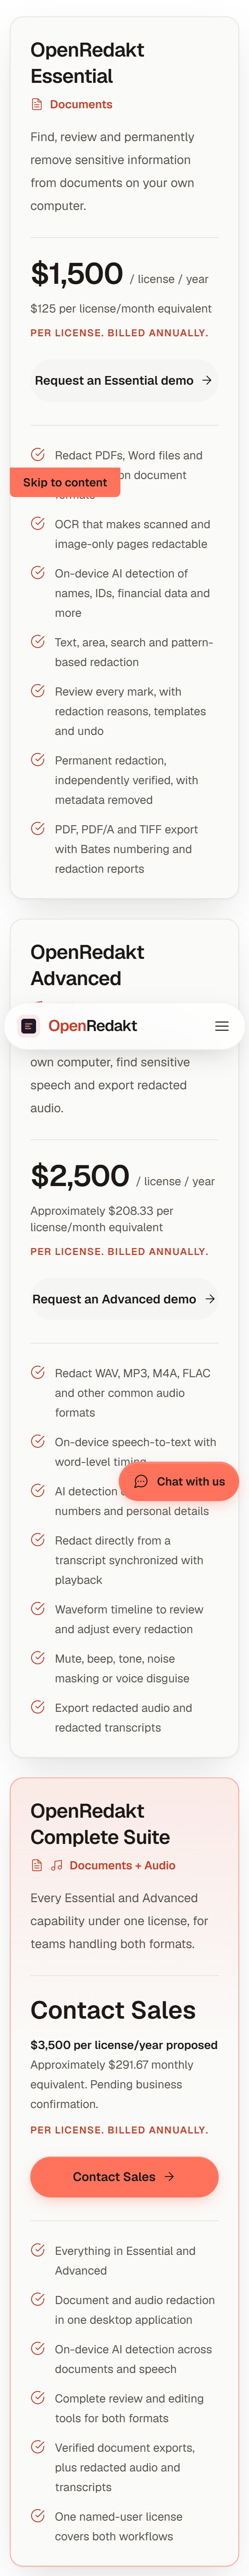 OpenRedakt
Essential
Documents
Find, review and permanently
remove sensitive information
from documents on your own
computer.
$1,500 / license / year
$125 per license/month equivalent
PER LICENSE. BILLED ANNUALLY.
Request an Essential demo
Redact PDFs, Word files and
on document
Skip to content
OCR that makes scanned and
image-only pages redactable
On-device AI detection of
names, IDs, financial data and
more
Text, area, search and pattern-
based redaction
Review every mark, with
redaction reasons, templates
and undo
Permanent redaction,
independently verified, with
metadata removed
PDF, PDF/A and TIFF export
with Bates numbering and
redaction reports
OpenRedakt
Advanced
OpenRedakt
own computer, find sensitive
speech and export redacted
audio.
$2,500 / license / year
Approximately $208.33 per
license/month equivalent
PER LICENSE. BILLED ANNUALLY.
Request an Advanced demo
Redact WAV, MP3, M4A, FLAC
and other common audio
formats
On-device speech-to-text with
word-level timing
Chat with us
AI detection
numbers and personal details
Redact directly from a
transcript synchronized with
playback
Waveform timeline to review
and adjust every redaction
Mute, beep, tone, noise
masking or voice disguise
Export redacted audio and
redacted transcripts
OpenRedakt
Complete Suite
Documents + Audio
Every Essential and Advanced
capability under one license, for
teams handling both formats.
Contact Sales
$3,500 per license/year proposed
Approximately $291.67 monthly
equivalent. Pending business
confirmation.
PER LICENSE. BILLED ANNUALLY.
Contact Sales
Everything in Essential and
Advanced
Document and audio redaction
in one desktop application
On-device AI detection across
documents and speech
Complete review and editing
tools for both formats
Verified document exports,
plus redacted audio and
transcripts
One named-user license
covers both workflows